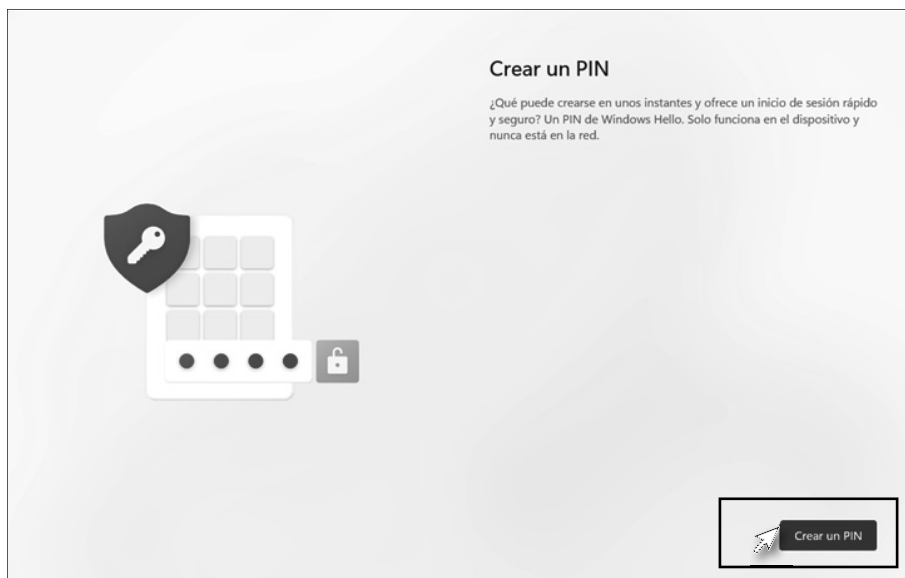 Crear un PIN
¿Qué puede crearse en unos instantes y ofrece un inicio de sesión rápido
y seguro? Un PIN de Windows Hello. Solo funciona en el dispositivo y
nunca está en la red.
Crear un PIN